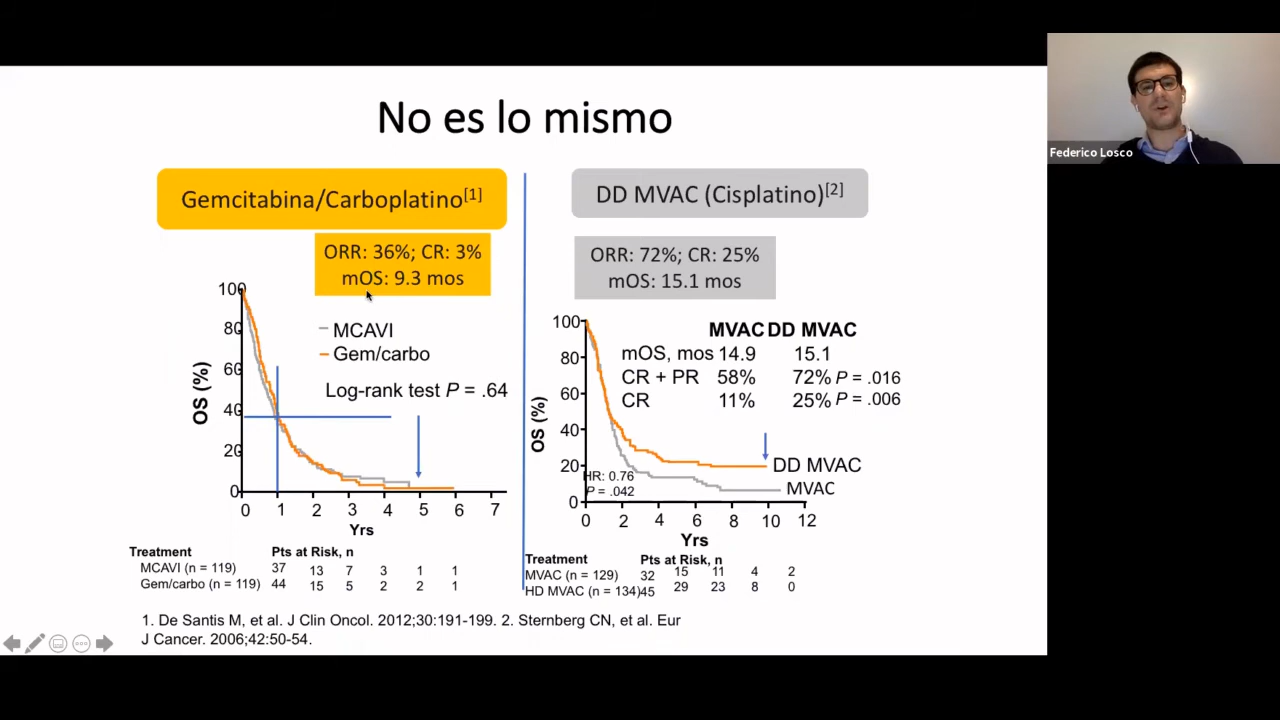 No es lo mismo
Federico Losco
Gemcitabina/Carboplatino[1]
ORR: 36%; CR: 3%
mOS: 9.3 mos
100
80
60
40
20
0
OS (%)
MCAVI
Gem/carbo
Log-rank test P = .64
0 1 2 3 4 5 6 7
Yrs
Treatment Pts at Risk, n
MCAVI (n = 119) 37 13 7 3 1 1
Gem/carbo (n = 119) 44 15 5 2 2 1
DD MVAC (Cisplatino)[2]
ORR: 72%; CR: 25%
mOS: 15.1 mos
100
80
60
40
20
0
OS (%)
MVAC DD MVAC
mOS, mos 14.9 15.1
CR + PR 58% 72% P = .016
CR 11% 25% P = .006
HR: 0.76
P = .042
DD MVAC
MVAC
0 2 4 6 8 10 12
Yrs
Treatment Pts at Risk, n
MVAC (n = 129) 32 15 11 4 2
HD MVAC (n = 134) 45 29 23 8 0
1. De Santis M, et al. J Clin Oncol. 2012;30:191-199. 2. Sternberg CN, et al. Eur
J Cancer. 2006;42:50-54.